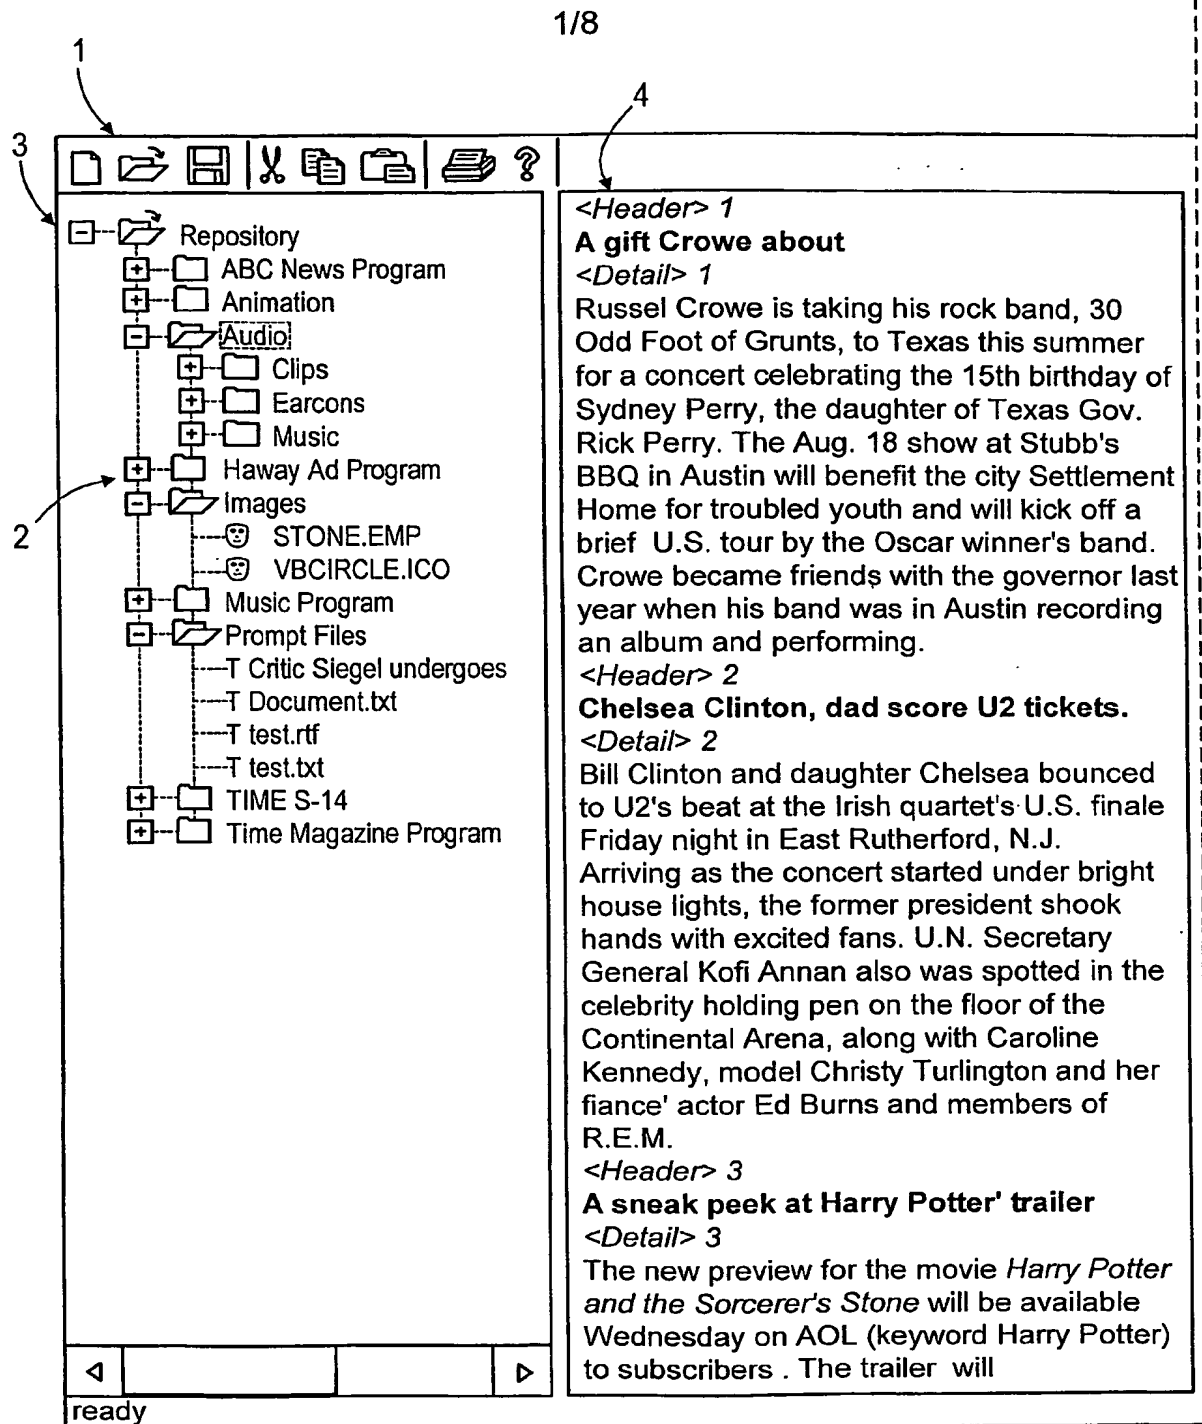 1/8
1
4
3
Repository
ABC News Program
Animation
Audio
Clips
Earcons
Music
Haway Ad Program
2
Images
STONE.EMP
VBCIRCLE.ICO
Music Program
Prompt Files
T Critic Siegel undergoes
T Document.txt
T test.rtf
T test.txt
TIME S-14
Time Magazine Program
ready
<Header> 1
A gift Crowe about
<Detail> 1
Russel Crowe is taking his rock band, 30
Odd Foot of Grunts, to Texas this summer
for a concert celebrating the 15th birthday of
Sydney Perry, the daughter of Texas Gov.
Rick Perry. The Aug. 18 show at Stubb's
BBQ in Austin will benefit the city Settlement
Home for troubled youth and will kick off a
brief U.S. tour by the Oscar winner's band.
Crowe became friends with the governor last
year when his band was in Austin recording
an album and performing.
<Header> 2
Chelsea Clinton, dad score U2 tickets.
<Detail> 2
Bill Clinton and daughter Chelsea bounced
to U2's beat at the Irish quartet's U.S. finale
Friday night in East Rutherford, N.J.
Arriving as the concert started under bright
house lights, the former president shook
hands with excited fans. U.N. Secretary
General Kofi Annan also was spotted in the
celebrity holding pen on the floor of the
Continental Arena, along with Caroline
Kennedy, model Christy Turlington and her
fiance' actor Ed Burns and members of
R.E.M.
<Header> 3
A sneak peek at Harry Potter' trailer
<Detail> 3
The new preview for the movie Harry Potter
and the Sorcerer's Stone will be available
Wednesday on AOL (keyword Harry Potter)
to subscribers . The trailer will